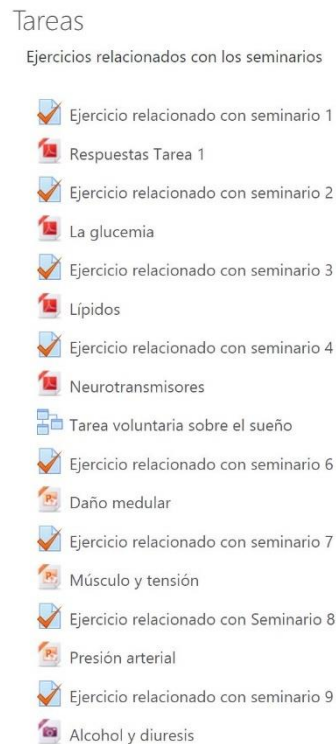 Tareas
Ejercicios relacionados con los seminarios
Ejercicio relacionado con seminario 1
Respuestas Tarea 1
Ejercicio relacionado con seminario 2
La glucemia
Ejercicio relacionado con seminario 3
Lípidos
Ejercicio relacionado con seminario 4
Neurotransmisores
Tarea voluntaria sobre el sueño
Ejercicio relacionado con seminario 6
Daño medular
Ejercicio relacionado con seminario 7
Músculo y tensión
Ejercicio relacionado con Seminario 8
Presión arterial
Ejercicio relacionado con seminario 9
Alcohol y diuresis